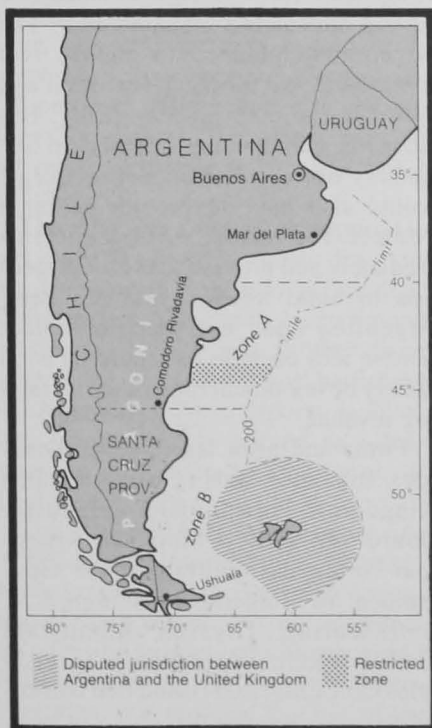 URUGUAY
ARGENTINA
Buenos Aires
35°
Mar del Plata
limit
40°
mile
CHILE
PATAGONIA
Comodoro Rivadavia
zone A
45°
200
SANTA
CRUZ
PROV.
zone B
50°
Ushuaia
80°
75°
70°
65°
60°
55°
Disputed jurisdiction between
Argentina and the United Kingdom
Restricted
zone